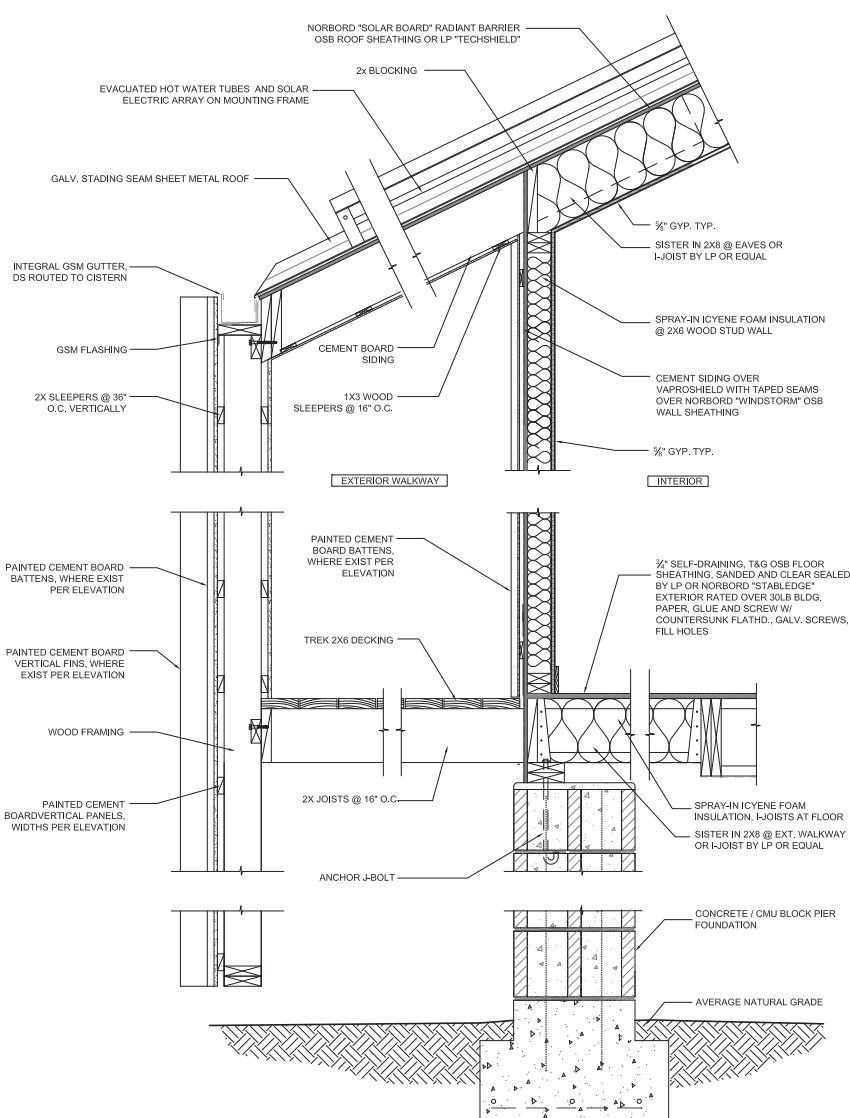 NORBORD "SOLAR BOARD" RADIANT BARRIER
OSB ROOF SHEATHING OR LP "TECHSHIELD"
2x BLOCKING
EVACUATED HOT WATER TUBES AND SOLAR
ELECTRIC ARRAY ON MOUNTING FRAME
GALV. STADING SEAM SHEET METAL ROOF
⅝" GYP. TYP.
SISTER IN 2X8 @ EAVES OR
I-JOIST BY LP OR EQUAL
INTEGRAL GSM GUTTER,
DS ROUTED TO CISTERN
SPRAY-IN ICYENE FOAM INSULATION
@ 2X6 WOOD STUD WALL
GSM FLASHING
CEMENT BOARD
SIDING
CEMENT SIDING OVER
VAPROSHIELD WITH TAPED SEAMS
OVER NORBORD "WINDSTORM" OSB
WALL SHEATHING
2X SLEEPERS @ 36"
O.C. VERTICALLY
1X3 WOOD
SLEEPERS @ 16" O.C.
⅝" GYP. TYP.
EXTERIOR WALKWAY
INTERIOR
PAINTED CEMENT
BOARD BATTENS,
WHERE EXIST
PER ELEVATION
PAINTED CEMENT BOARD
BATTENS, WHERE EXIST
PER ELEVATION
¾" SELF-DRAINING, T&G OSB FLOOR
SHEATHING, SANDED AND CLEAR SEALED
BY LP OR NORBORD "STABLEDGE"
EXTERIOR RATED OVER 30LB BLDG.
PAPER, GLUE AND SCREW W/
COUNTERSUNK FLATHD., GALV. SCREWS,
FILL HOLES
TREK 2X6 DECKING
PAINTED CEMENT BOARD
VERTICAL FINS, WHERE
EXIST PER ELEVATION
WOOD FRAMING
2X JOISTS @ 16" O.C.
PAINTED CEMENT
BOARDVERTICAL PANELS,
WIDTHS PER ELEVATION
SPRAY-IN ICYENE FOAM
INSULATION, I-JOISTS AT FLOOR
SISTER IN 2X8 @ EXT. WALKWAY
OR I-JOIST BY LP OR EQUAL
ANCHOR J-BOLT
CONCRETE / CMU BLOCK PIER
FOUNDATION
AVERAGE NATURAL GRADE